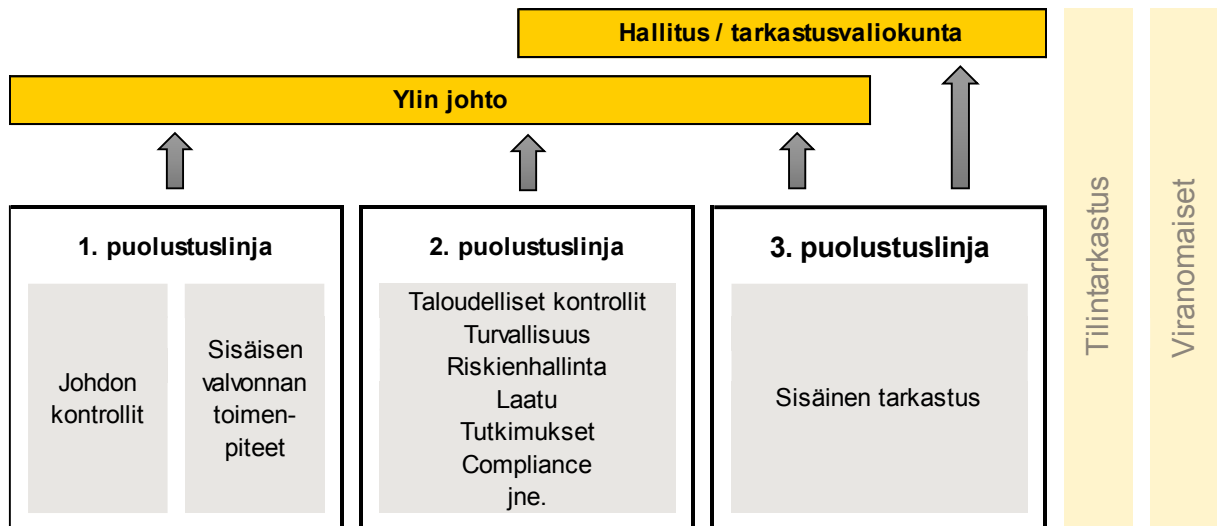 Hallitus / tarkastusvaliokunta
Ylin johto
1. puolustuslinja
Johdon
kontrollit
Sisäisen
valvonnan
toimen-
piteet
2. puolustuslinja
Taloudelliset kontrollit
Turvallisuus
Riskienhallinta
Laatu
Tutkimukset
Compliance
jne.
3. puolustuslinja
Sisäinen tarkastus
Tilintarkastus
Viranomaiset